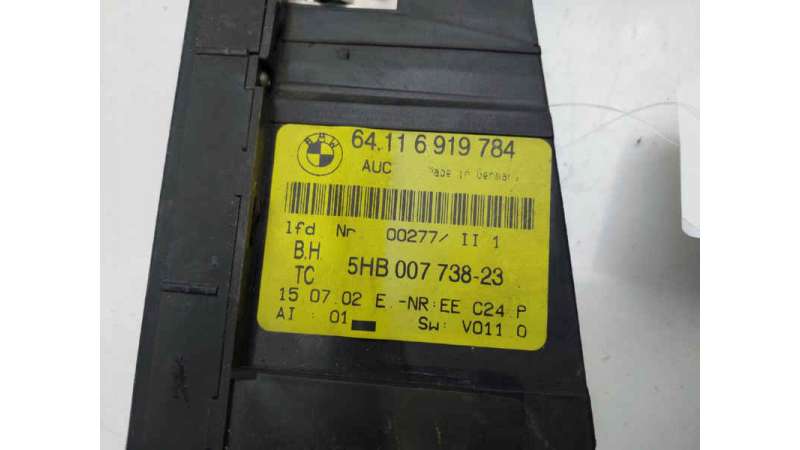 BMW
64.11 6 919 784
AUC Made in Germany
lfd Nr. 00277/ II 1
B.H.
TC 5HB 007 738-23
15 07.02 E.-NR:EE C24 P
AI : 01 Sw: V011 0